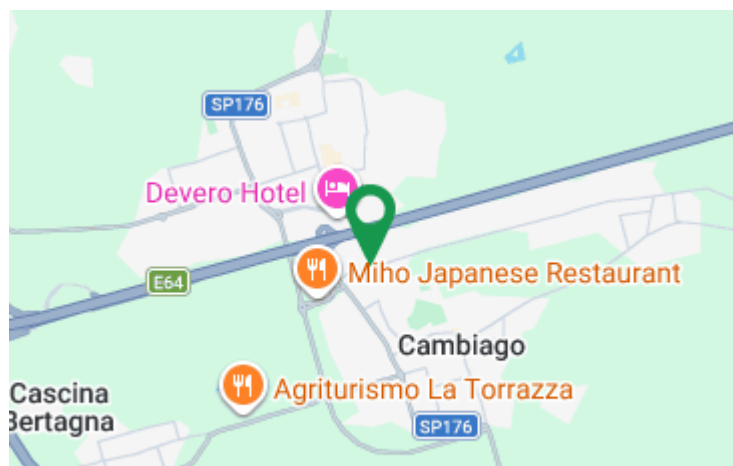 SP176
Devero Hotel
E64
Miho Japanese Restaurant
Cambiago
Agriturismo La Torrazza
Cascina
Bertagna
SP176